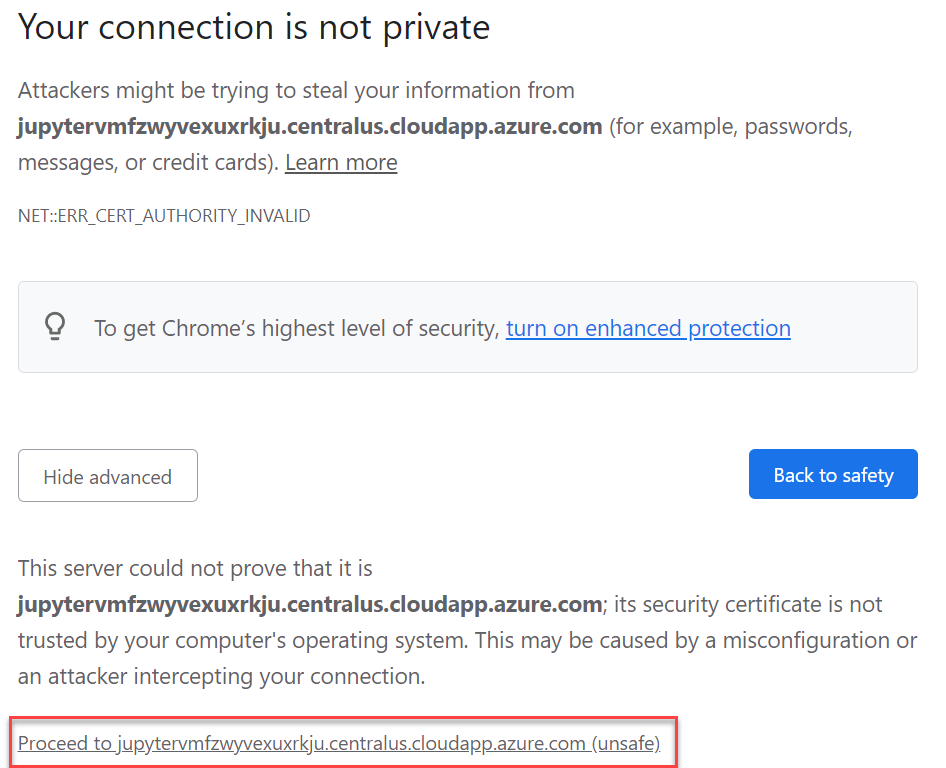 Your connection is not private
Attackers might be trying to steal your information from
jupytervmfzwyvexuxrkju.centralus.cloudapp.azure.com (for example, passwords,
messages, or credit cards). Learn more
NET::ERR_CERT_AUTHORITY_INVALID
To get Chrome’s highest level of security, turn on enhanced protection
Hide advanced
Back to safety
This server could not prove that it is
jupytervmfzwyvexuxrkju.centralus.cloudapp.azure.com; its security certificate is not
trusted by your computer's operating system. This may be caused by a misconfiguration or
an attacker intercepting your connection.
Proceed to jupytervmfzwyvexuxrkju.centralus.cloudapp.azure.com (unsafe)